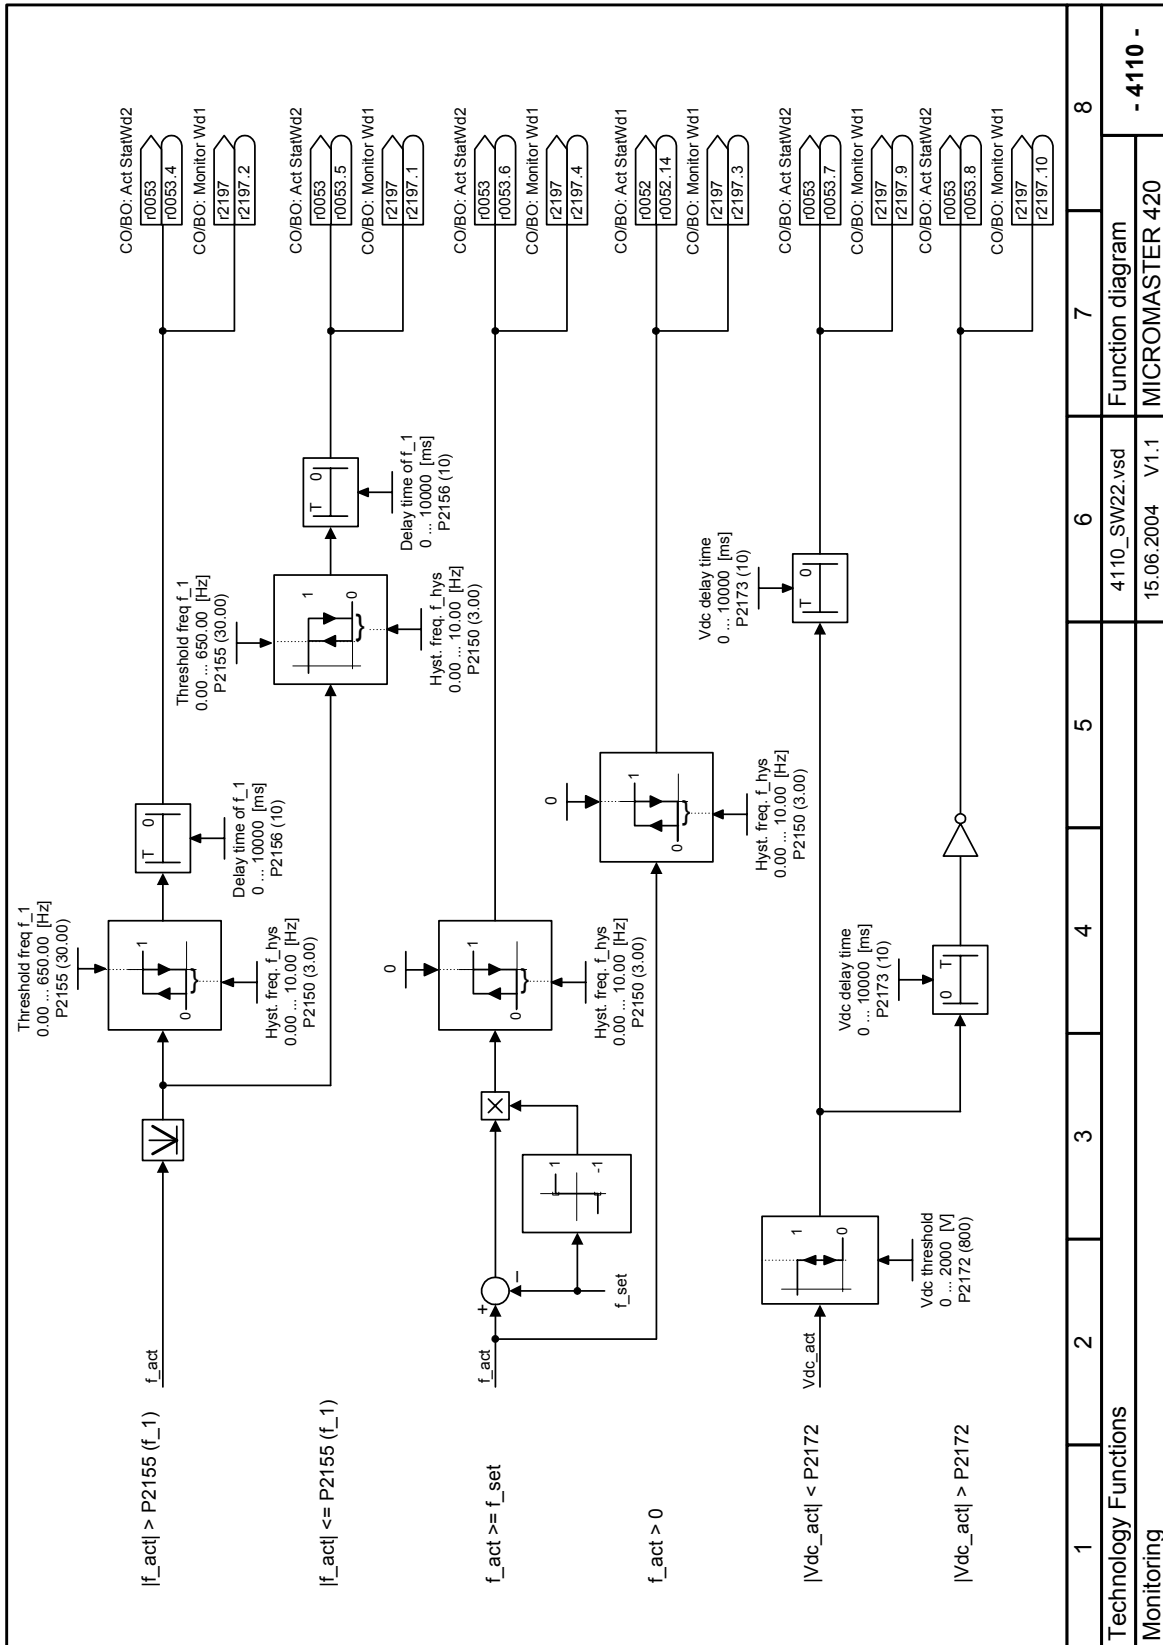 |f_act| > P2155 (f_1)
f_act
Threshold freq f_1
0.00 ... 650.00 [Hz]
P2155 (30.00)
1
0
Hyst. freq. f_hys
0.00 ... 10.00 [Hz]
P2150 (3.00)
T 0
Delay time of f_1
0 ... 10000 [ms]
P2156 (10)
CO/BO: Act StatWd2
r0053
r0053.4
CO/BO: Monitor Wd1
r2197
r2197.2
|f_act| <= P2155 (f_1)
Threshold freq f_1
0.00 ... 650.00 [Hz]
P2155 (30.00)
1
0
Hyst. freq. f_hys
0.00 ... 10.00 [Hz]
P2150 (3.00)
T 0
Delay time of f_1
0 ... 10000 [ms]
P2156 (10)
CO/BO: Act StatWd2
r0053
r0053.5
CO/BO: Monitor Wd1
r2197
r2197.1
f_act >= f_set
f_act
+
–
f_set
1
-1
0
1
0
Hyst. freq. f_hys
0.00 ... 10.00 [Hz]
P2150 (3.00)
CO/BO: Act StatWd2
r0053
r0053.6
CO/BO: Monitor Wd1
r2197
r2197.4
f_act > 0
0
1
0
Hyst. freq. f_hys
0.00 ... 10.00 [Hz]
P2150 (3.00)
CO/BO: Act StatWd1
r0052
r0052.14
CO/BO: Monitor Wd1
r2197
r2197.3
|Vdc_act| < P2172
Vdc_act
1
0
Vdc threshold
0 ... 2000 [V]
P2172 (800)
Vdc delay time
0 ... 10000 [ms]
P2173 (10)
T 0
CO/BO: Act StatWd2
r0053
r0053.7
CO/BO: Monitor Wd1
r2197
r2197.9
|Vdc_act| > P2172
Vdc delay time
0 ... 10000 [ms]
P2173 (10)
0 T
CO/BO: Act StatWd2
r0053
r0053.8
CO/BO: Monitor Wd1
r2197
r2197.10
1 2 3 4 5 6 7 8
Technology Functions
Monitoring
4110_SW22.vsd
15.06.2004 V1.1
Function diagram
MICROMASTER 420
- 4110 -